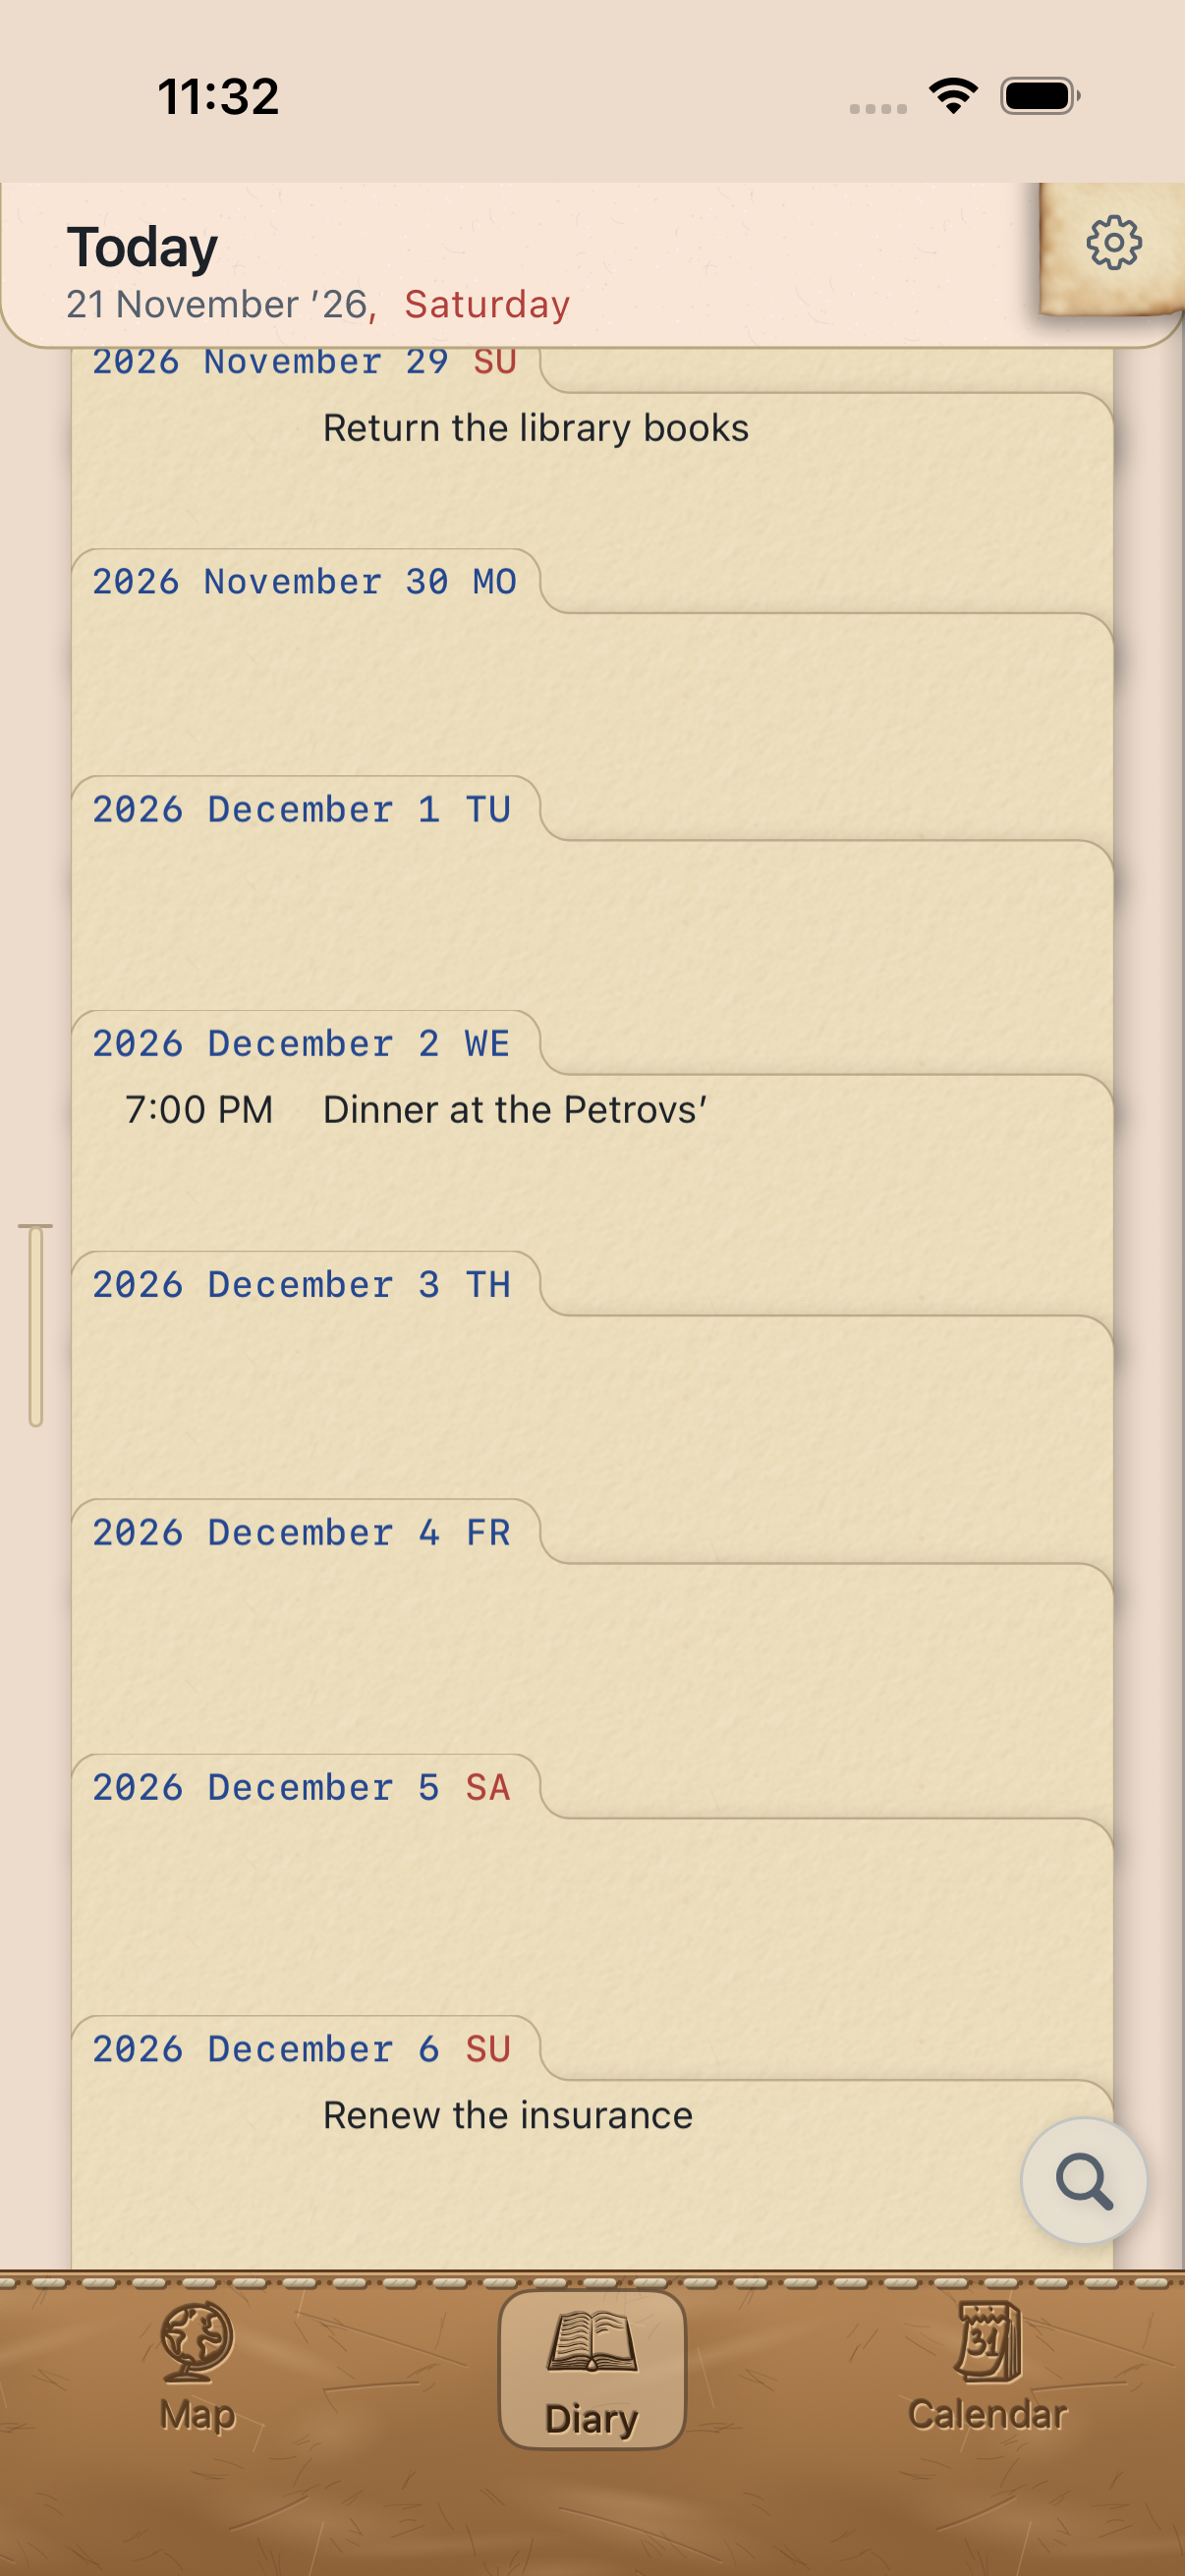 11:32
Today
21 November ’26, Saturday
2026 November 29 SU
Return the library books
2026 November 30 MO
2026 December 1 TU
2026 December 2 WE
7:00 PM Dinner at the Petrovs’
2026 December 3 TH
2026 December 4 FR
2026 December 5 SA
2026 December 6 SU
Renew the insurance
31
Map
Diary
Calendar